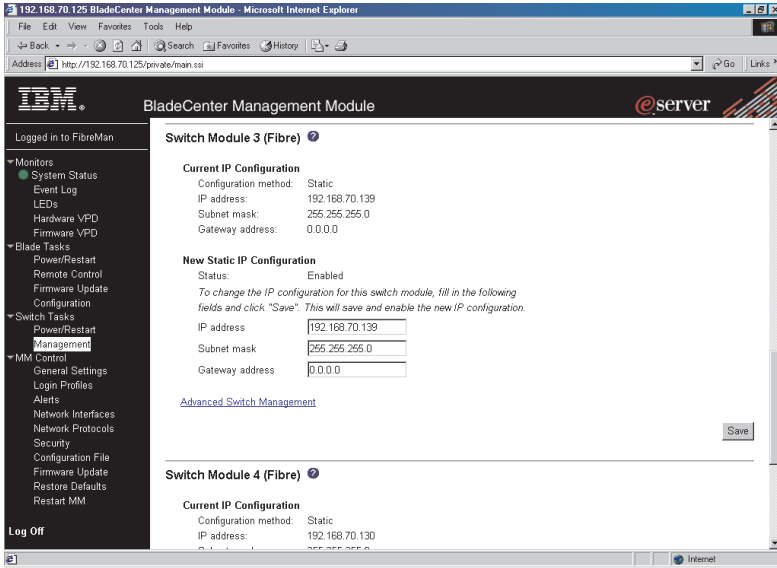 192.168.70.125 BladeCenter Management Module - Microsoft Internet Explorer
File Edit View Favorites Tools Help
Back Search Favorites History
Address http://192.168.70.125/private/main.ssi Go Links
IBM. BladeCenter Management Module eserver
Logged in to FibreMan
Monitors
System Status
Event Log
LEDs
Hardware VPD
Firmware VPD
Blade Tasks
Power/Restart
Remote Control
Firmware Update
Configuration
Switch Tasks
Power/Restart
Management
MM Control
General Settings
Login Profiles
Alerts
Network Interfaces
Network Protocols
Security
Configuration File
Firmware Update
Restore Defaults
Restart MM
Log Off
Switch Module 3 (Fibre) ?
Current IP Configuration
Configuration method: Static
IP address: 192.168.70.139
Subnet mask: 255.255.255.0
Gateway address: 0.0.0.0
New Static IP Configuration
Status: Enabled
To change the IP configuration for this switch module, fill in the following
fields and click "Save". This will save and enable the new IP configuration.
IP address 192.168.70.139
Subnet mask 255.255.255.0
Gateway address 0.0.0.0
Advanced Switch Management
Save
Switch Module 4 (Fibre) ?
Current IP Configuration
Configuration method: Static
IP address: 192.168.70.130
Internet